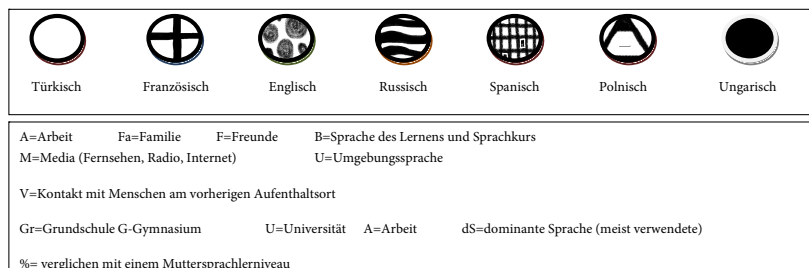 Türkisch Französisch Englisch Russisch Spanisch Polnisch Ungarisch
A=Arbeit Fa=Familie F=Freunde B=Sprache des Lernens und Sprachkurs
M=Media (Fernsehen, Radio, Internet) U=Umgebungssprache
V=Kontakt mit Menschen am vorherigen Aufenthaltsort
Gr=Grundschule G-Gymnasium U=Universität A=Arbeit dS=dominante Sprache (meist verwendete)
%= verglichen mit einem Muttersprachlerniveau